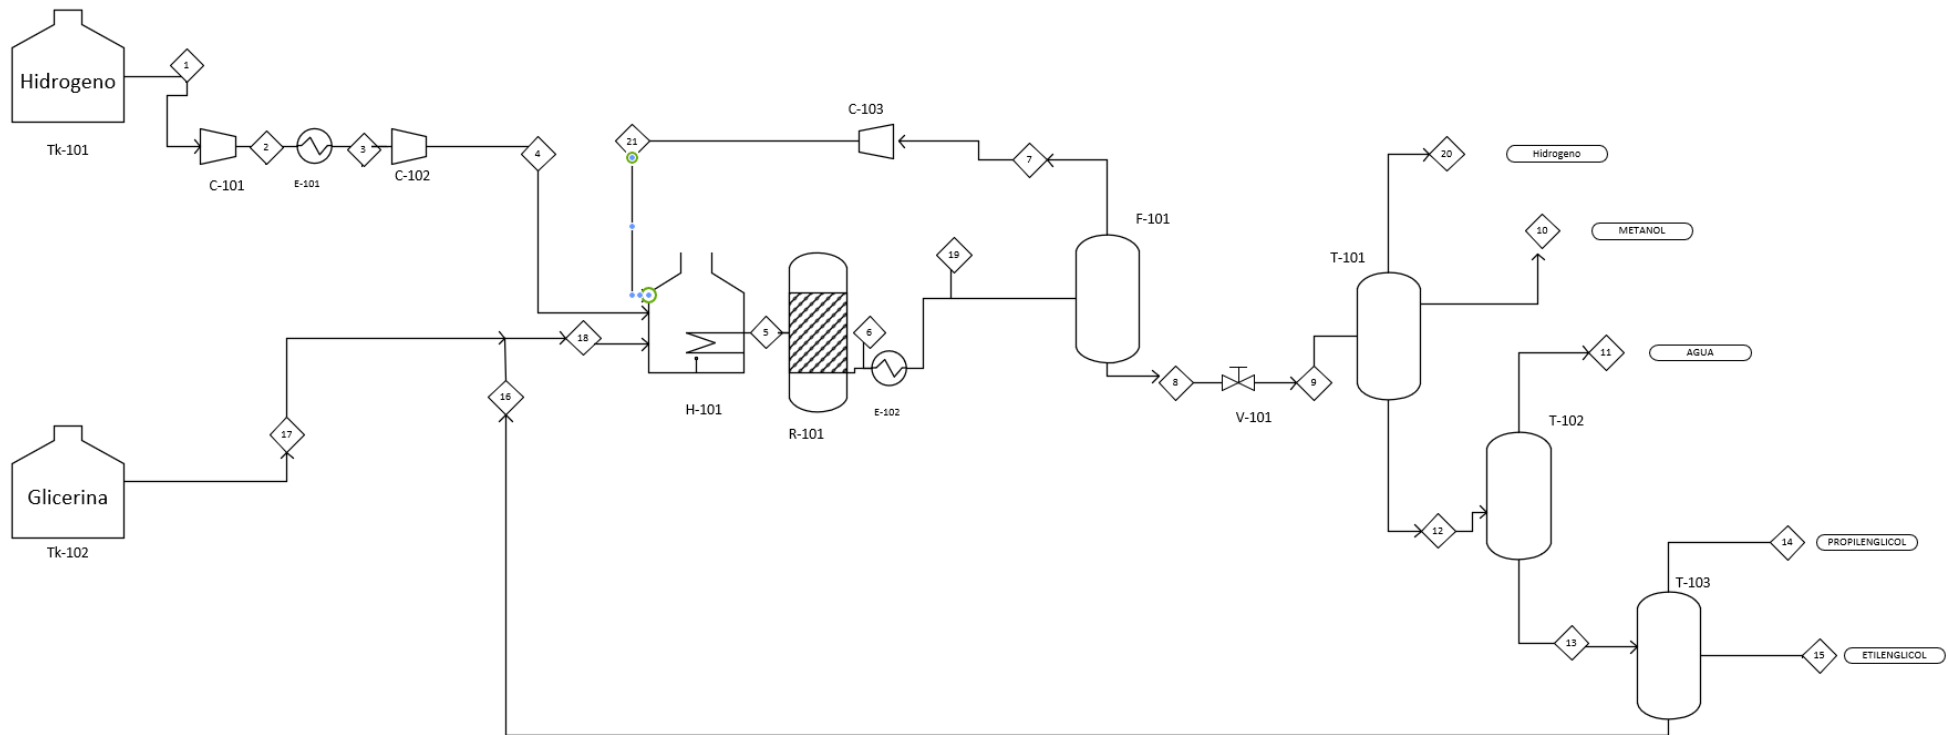 Hidrogeno
Tk-101
1
C-101
2
E-101
3
C-102
4
21
C-103
7
F-101
19
18
H-101
5
R-101
6
E-102
8
V-101
9
T-101
20
Hidrogeno
10
METANOL
11
AGUA
T-102
12
16
17
Glicerina
Tk-102
13
T-103
14
PROPILENGLICOL
15
ETILENGLICOL